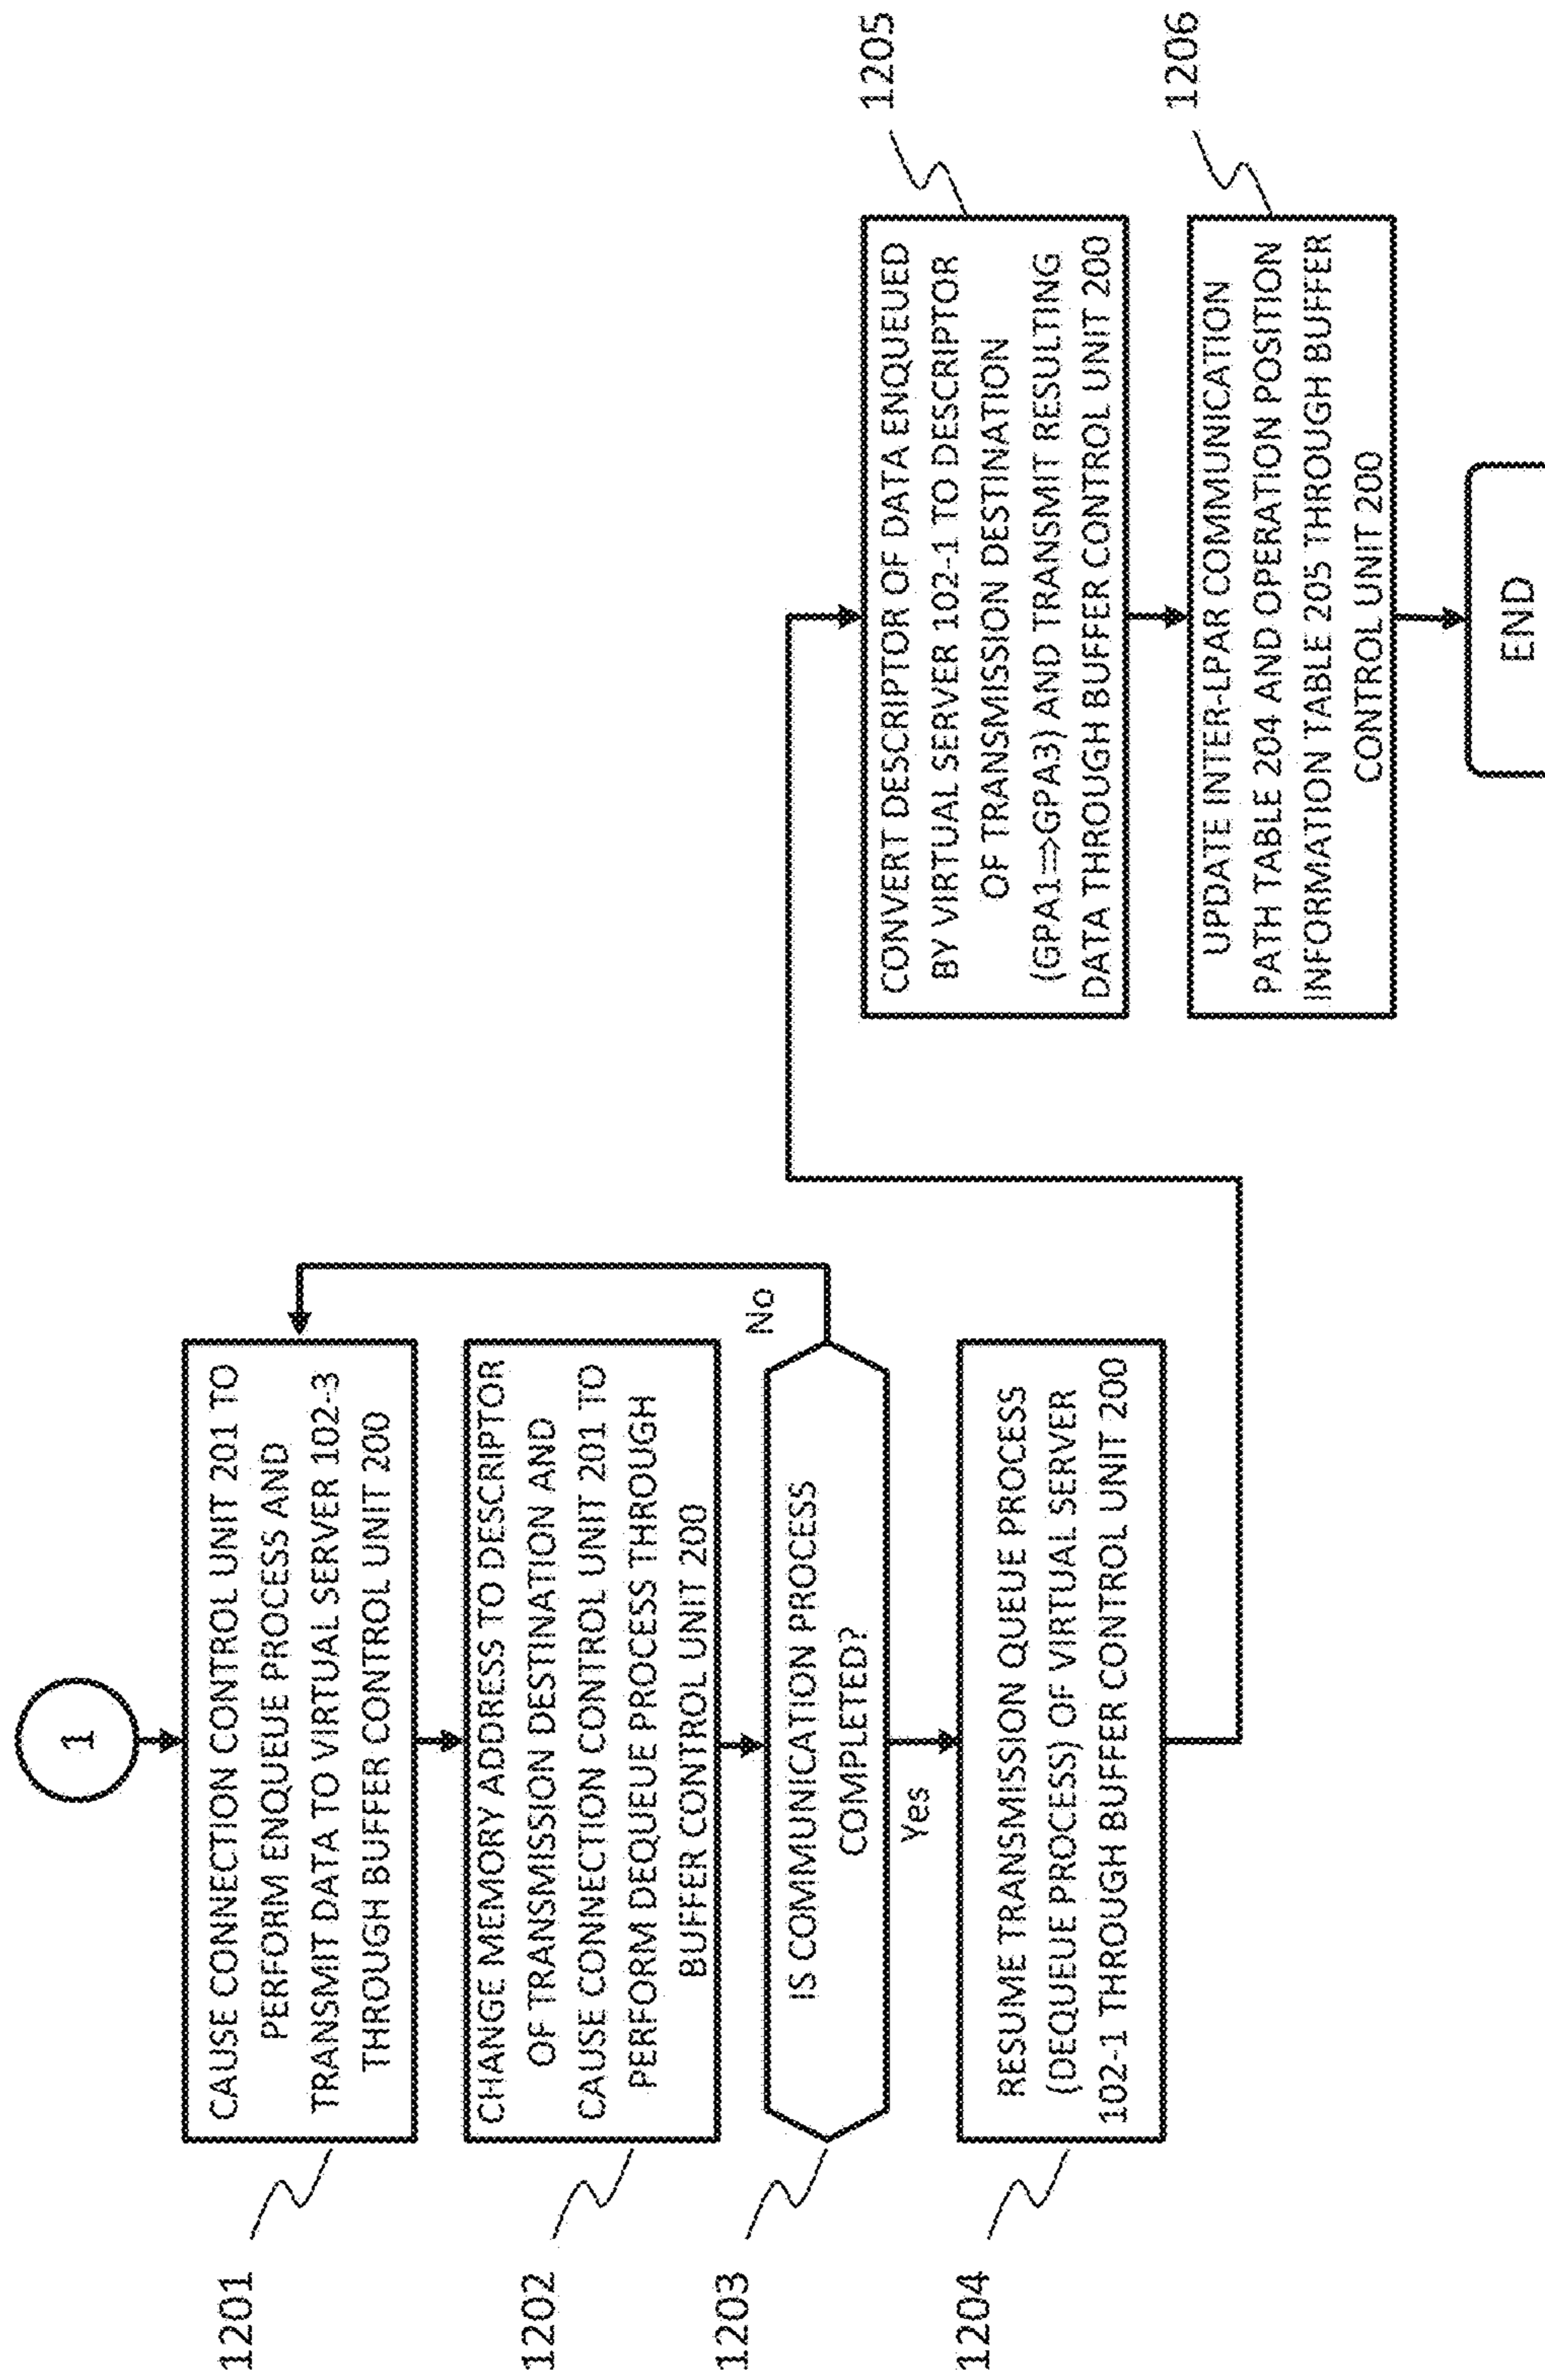 1
1201
CAUSE CONNECTION CONTROL UNIT 201 TO
PERFORM ENQUEUE PROCESS AND
TRANSMIT DATA TO VIRTUAL SERVER 102-3
THROUGH BUFFER CONTROL UNIT 200
1202
CHANGE MEMORY ADDRESS TO DESCRIPTOR
OF TRANSMISSION DESTINATION AND
CAUSE CONNECTION CONTROL UNIT 201 TO
PERFORM DEQUEUE PROCESS THROUGH
BUFFER CONTROL UNIT 200
1203
IS COMMUNICATION PROCESS
COMPLETED?
No
Yes
1204
RESUME TRANSMISSION QUEUE PROCESS
(DEQUEUE PROCESS) OF VIRTUAL SERVER
102-1 THROUGH BUFFER CONTROL UNIT 200
1205
CONVERT DESCRIPTOR OF DATA ENQUEUED
BY VIRTUAL SERVER 102-1 TO DESCRIPTOR
OF TRANSMISSION DESTINATION
(GPA1=>GPA3) AND TRANSMIT RESULTING
DATA THROUGH BUFFER CONTROL UNIT 200
1206
UPDATE INTER-LPAR COMMUNICATION
PATH TABLE 204 AND OPERATION POSITION
INFORMATION TABLE 205 THROUGH BUFFER
CONTROL UNIT 200
END